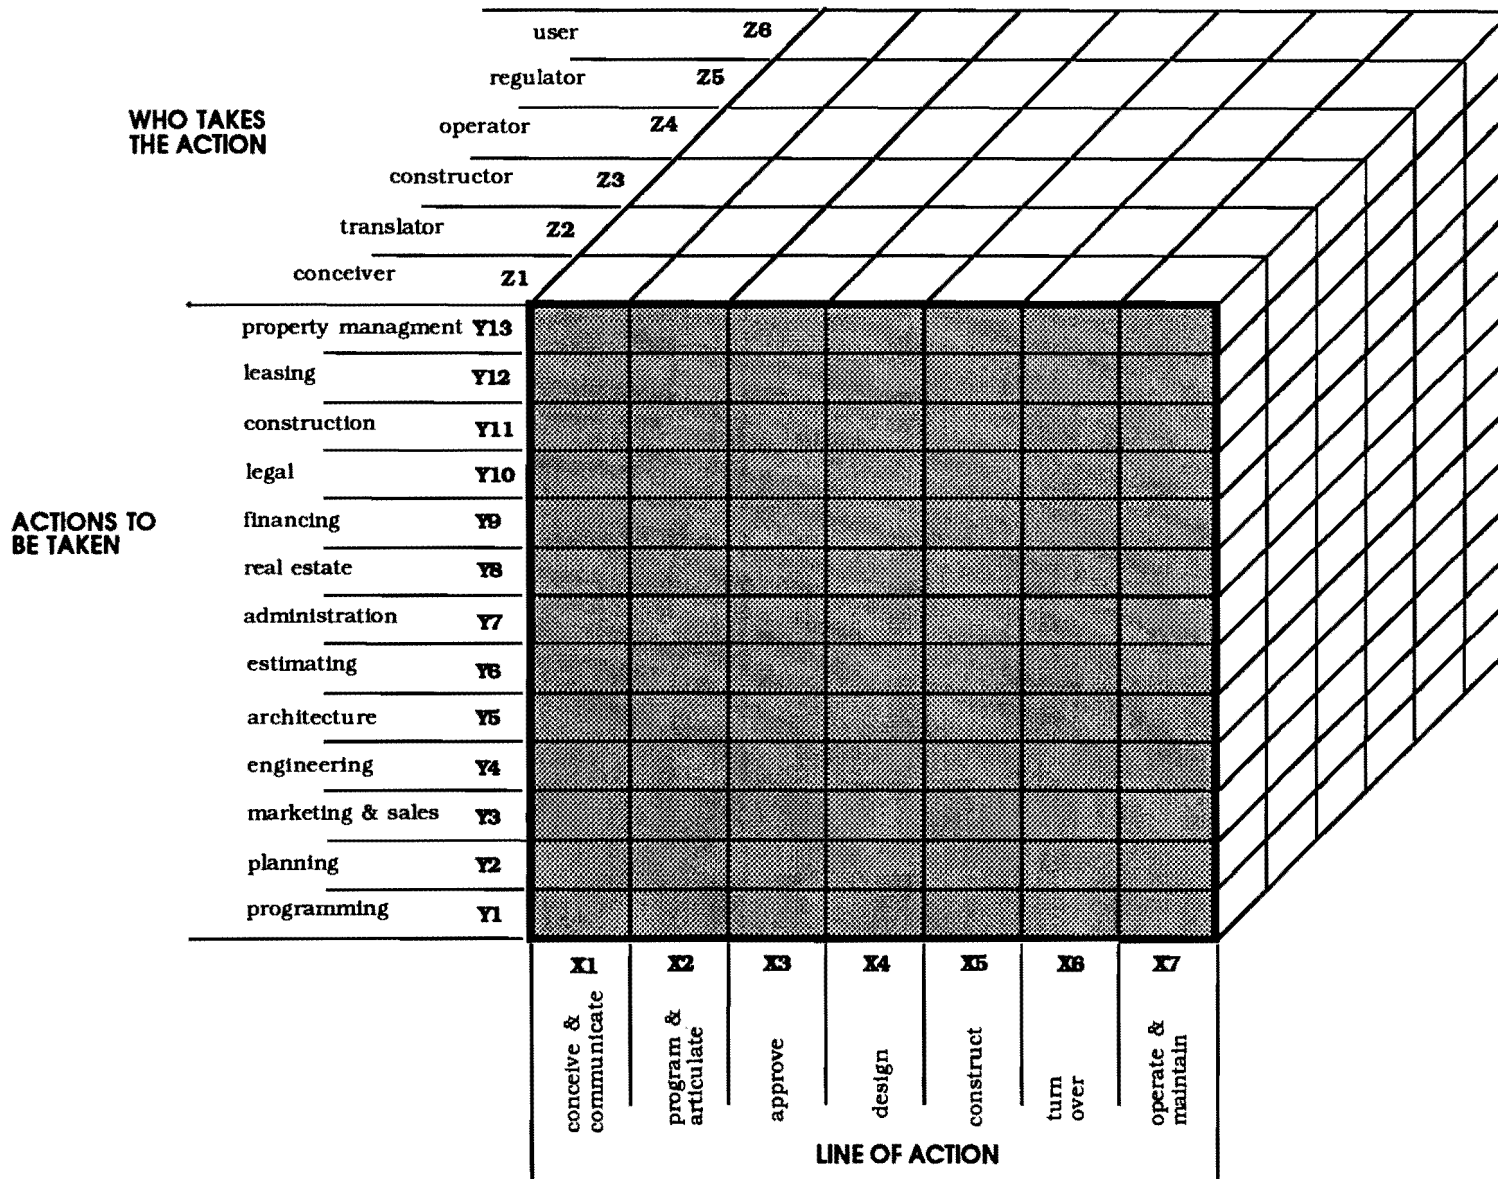 user Z6
regulator Z5
WHO TAKES
THE ACTION
operator Z4
constructor Z3
translator Z2
conceiver Z1
property managment Y13
leasing Y12
construction Y11
legal Y10
ACTIONS TO
BE TAKEN
financing Y9
real estate Y8
administration Y7
estimating Y6
architecture Y5
engineering Y4
marketing & sales Y3
planning Y2
programming Y1
X1 X2 X3 X4 X5 X6 X7
conceive &
communicate
program &
articulate
approve
design
construct
turn
over
operate &
maintain
LINE OF ACTION